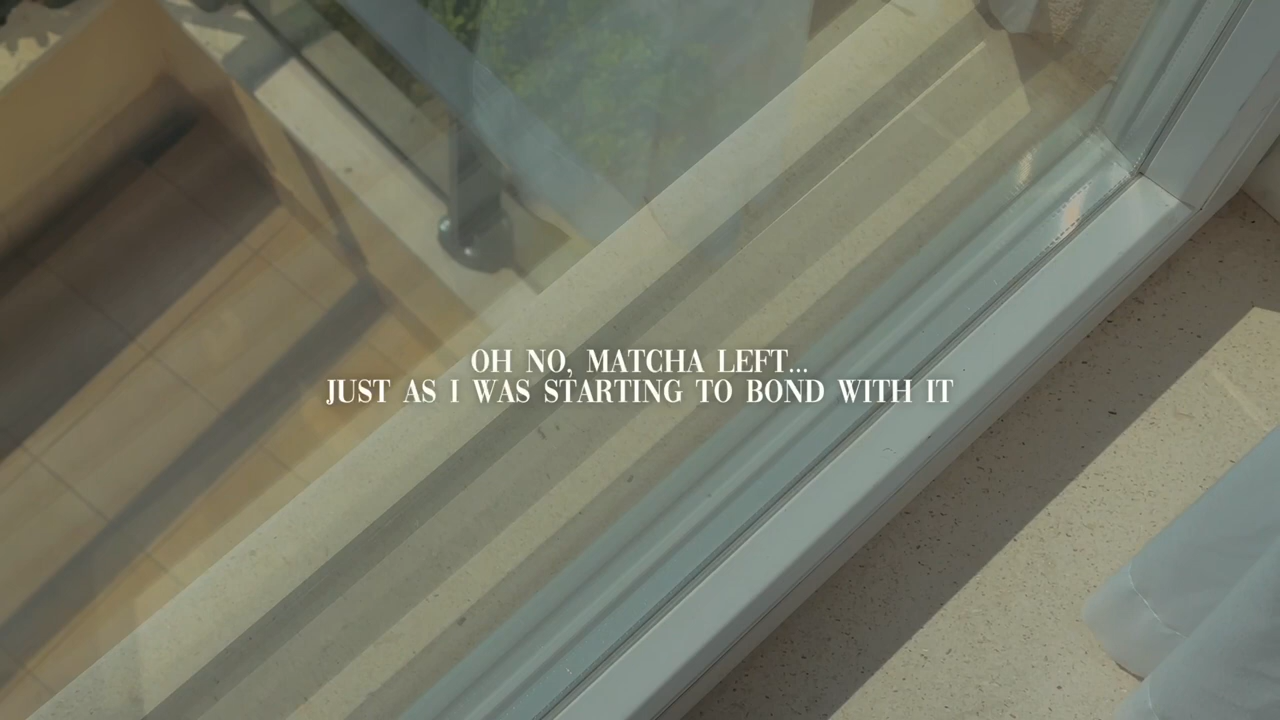 OH NO, MATCHA LEFT...
JUST AS I WAS STARTING TO BOND WITH IT